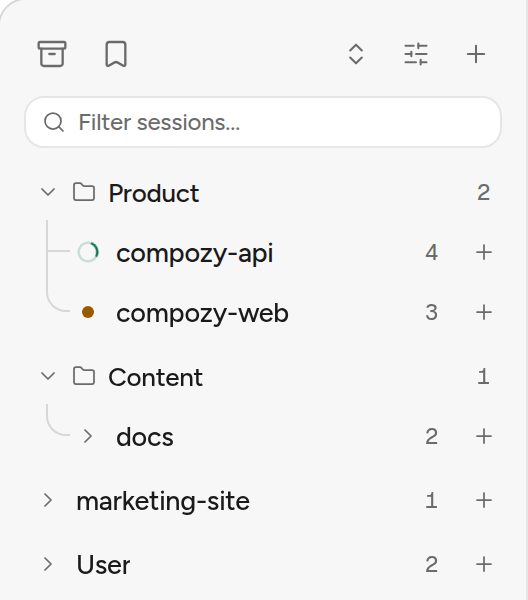 Filter sessions...
Product 2
compozy-api 4
compozy-web 3
Content 1
docs 2
marketing-site 1
User 2